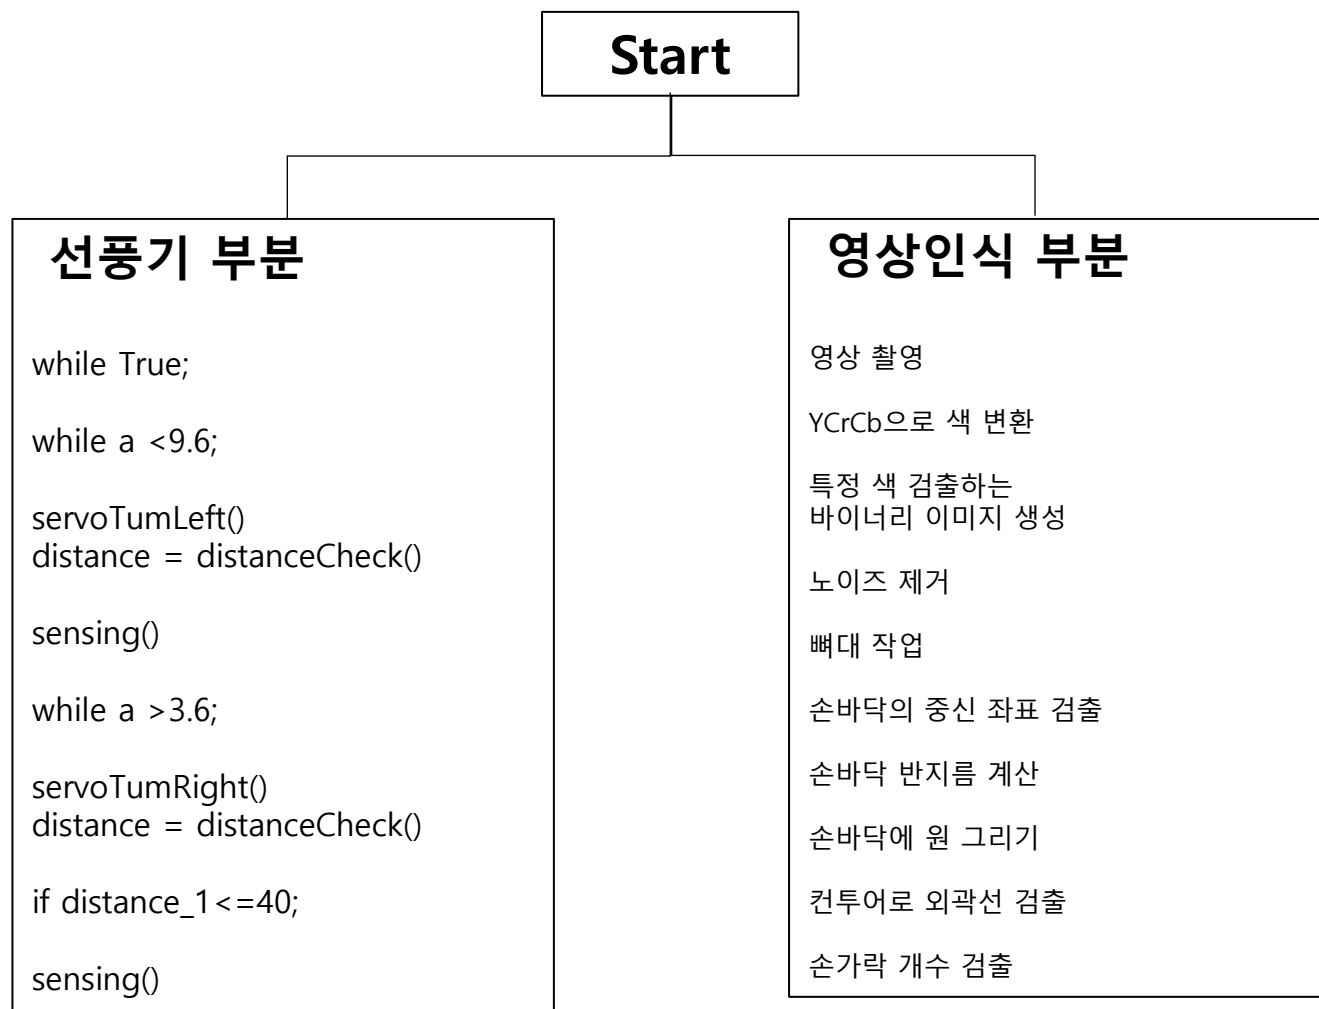 Start
선풍기 부분
while True;
while a <9.6;
servoTumLeft()
distance = distanceCheck()
sensing()
while a >3.6;
servoTumRight()
distance = distanceCheck()
if distance_1<=40;
sensing()
영상인식 부분
영상 촬영
YCrCb으로 색 변환
특정 색 검출하는
바이너리 이미지 생성
노이즈 제거
뼈대 작업
손바닥의 중신 좌표 검출
손바닥 반지름 계산
손바닥에 원 그리기
컨투어로 외곽선 검출
손가락 개수 검출